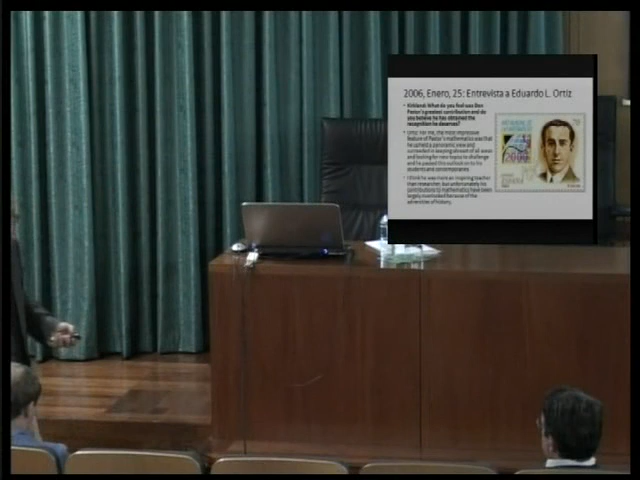 2006, Enero, 25: Entrevista a Eduardo L. Ortiz
Kirkland: What do you feel was Don
Pastor's greatest contribution and do
you believe he has obtained the
recognition he deserves?
Ortiz: For me, the most impressive
feature of Pastor's mathematics was that
he upheld a panoramic view and
succeeded in keeping abreast of all areas
and looking for new topics to challenge
and he passed this outlook on to his
students and contemporaries
I think he was more an inspiring teacher
than researcher, but unfortunately his
contributions to mathematics have been
largely overlooked because of the
adversities of history.
2000
ESPAÑA
70